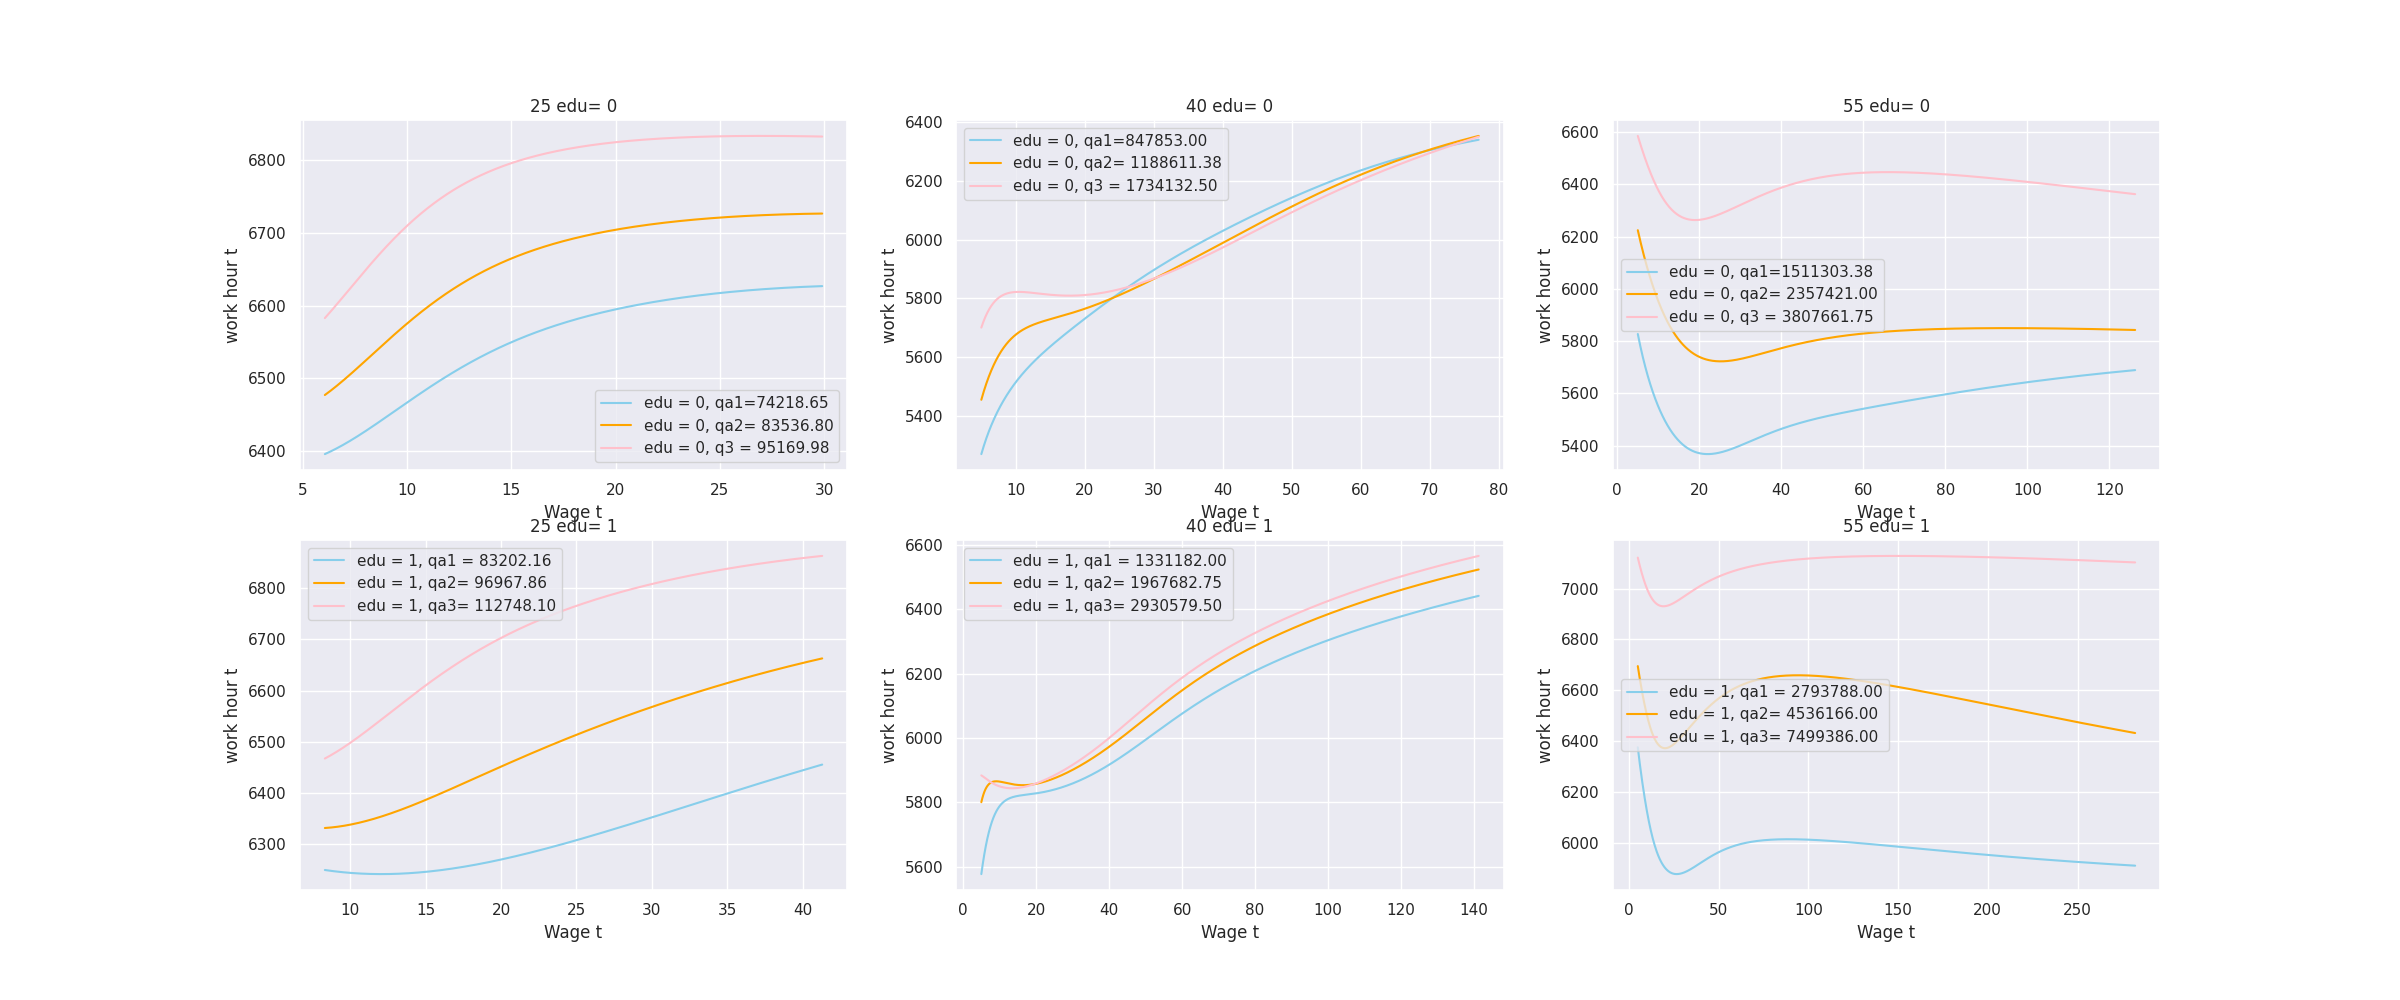 25 edu= 0
work hour t
6800
6700
6600
6500
6400
edu = 0, qa1=74218.65
edu = 0, qa2= 83536.80
edu = 0, q3 = 95169.98
5 10 15 20 25 30
Wage t
40 edu= 0
work hour t
6400
6200
6000
5800
5600
5400
edu = 0, qa1=847853.00
edu = 0, qa2= 1188611.38
edu = 0, q3 = 1734132.50
10 20 30 40 50 60 70 80
Wage t
55 edu= 0
work hour t
6600
6400
6200
6000
5800
5600
5400
edu = 0, qa1=1511303.38
edu = 0, qa2= 2357421.00
edu = 0, q3 = 3807661.75
0 20 40 60 80 100 120
Wage t
25 edu= 1
work hour t
6800
6700
6600
6500
6400
6300
edu = 1, qa1 = 83202.16
edu = 1, qa2= 96967.86
edu = 1, qa3= 112748.10
10 15 20 25 30 35 40
Wage t
40 edu= 1
work hour t
6600
6400
6200
6000
5800
5600
edu = 1, qa1 = 1331182.00
edu = 1, qa2= 1967682.75
edu = 1, qa3= 2930579.50
0 20 40 60 80 100 120 140
Wage t
55 edu= 1
work hour t
7000
6800
6600
6400
6200
6000
edu = 1, qa1 = 2793788.00
edu = 1, qa2= 4536166.00
edu = 1, qa3= 7499386.00
0 50 100 150 200 250
Wage t